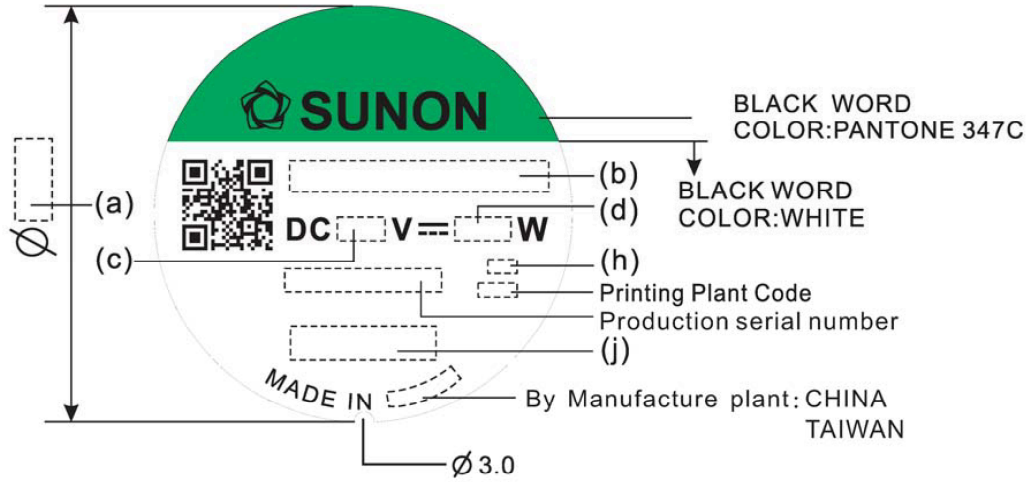 SUNON
BLACK WORD
COLOR:PANTONE 347C
(a)
(b)
BLACK WORD
COLOR:WHITE
DC V W
(d)
(c)
(h)
Ø
Printing Plant Code
Production serial number
(j)
MADE IN
By Manufacture plant: CHINA
TAIWAN
Ø 3.0